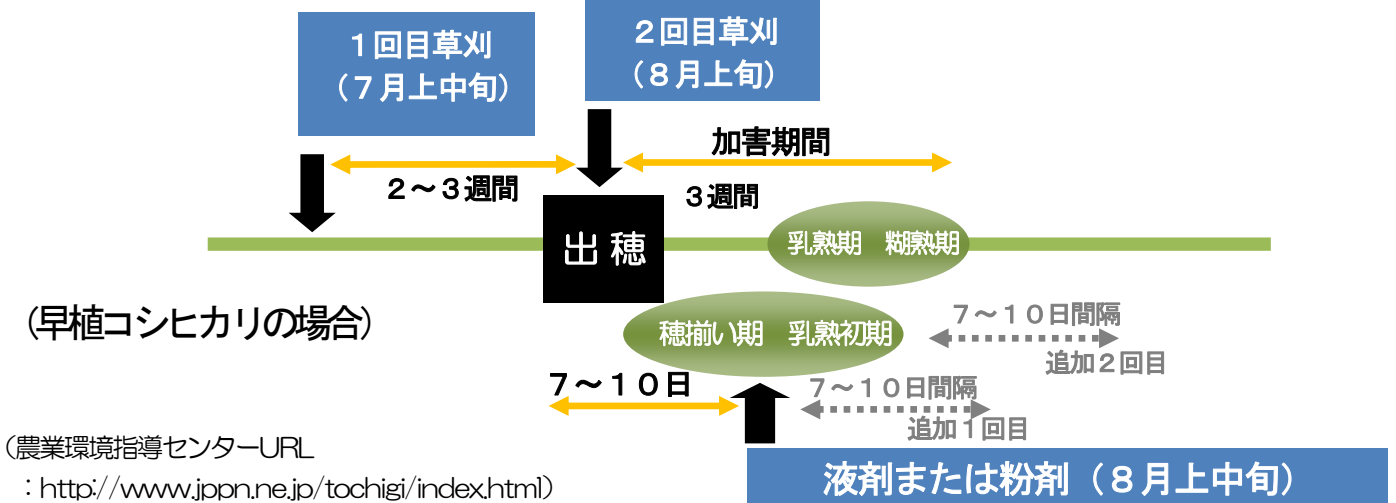 １回目草刈
（７月上中旬）
２回目草刈
（８月上旬）
加害期間
２～３週間
３週間
出穂
乳熟期　糊熟期
（早植コシヒカリの場合）
穂揃い期　乳熟初期
７～１０日間隔
追加２回目
７～１０日
７～１０日間隔
追加１回目
（農業環境指導センターURL
：http://www.jppn.ne.jp/tochigi/index.html）
液剤または粉剤（８月上中旬）